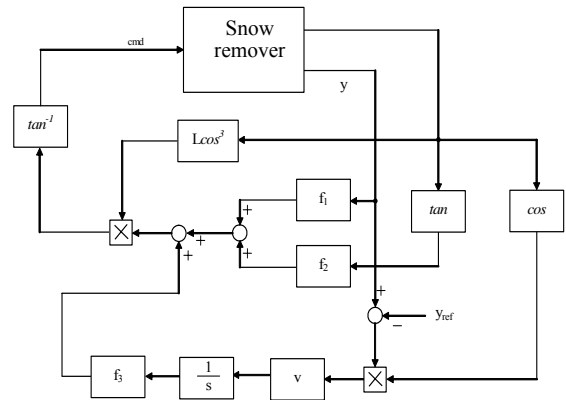 Snow
remover
cmd
y
tan⁻¹
Lcos³
f₁
tan
cos
+
+
+
f₂
+
+
y_ref
−
f₃
1
s
v